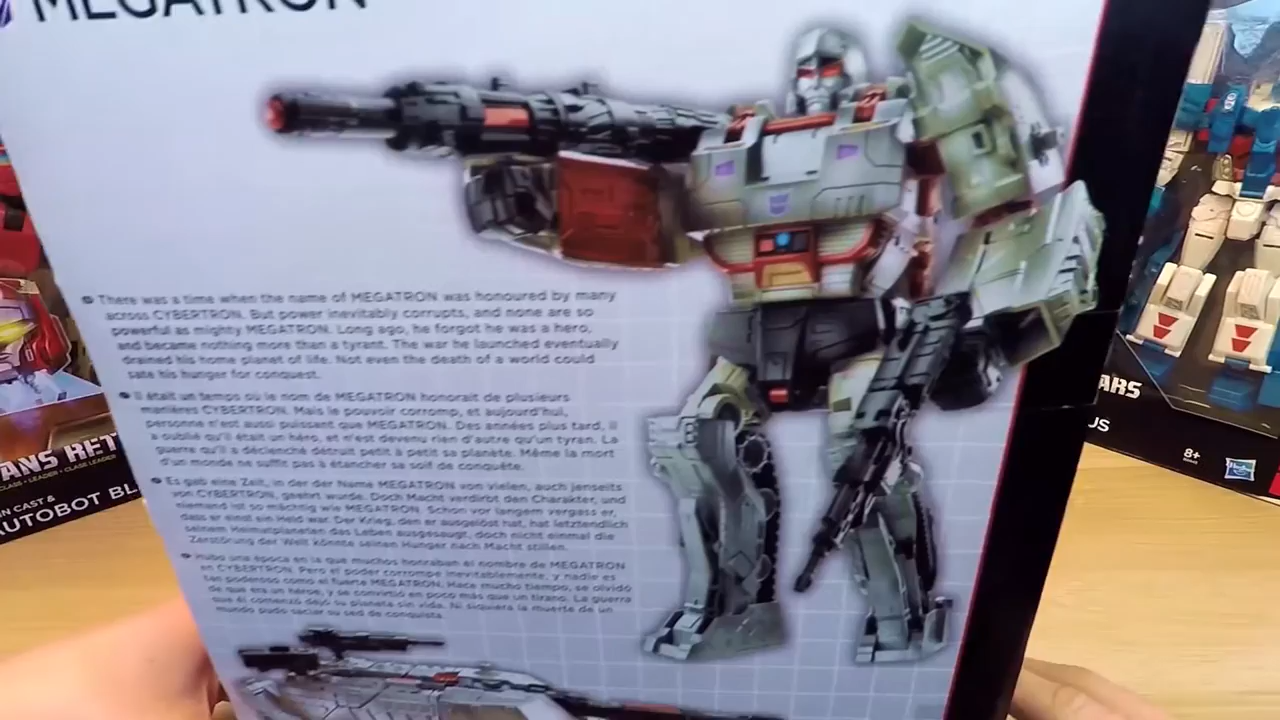 MEGATRON
There was a time when the name of MEGATRON was honoured by many
across CYBERTRON. But power inevitably corrupts, and none are so
powerful as mighty MEGATRON. Long ago, he forgot he was a hero,
and became nothing more than a tyrant. The war he launched eventually
drained his home planet of life. Not even the death of a world could
sate his hunger for conquest.
Il était un temps où le nom de MEGATRON honorait de plusieurs
manières CYBERTRON. Mais le pouvoir corromp, et aujourd'hui,
personne n'est aussi puissant que MEGATRON. Des années plus tard, il
a oublié qu'il était un héro, et n'est devenu rien d'autre qu'un tyran. La
guerre qu'il a déclenché détruit petit à petit sa planète. Même la mort
d'un monde ne suffit pas à étancher sa soif de conquête.
Es gab eine Zeit, in der der Name MEGATRON von vielen, auch jenseits
von CYBERTRON, geehrt wurde. Doch Macht verdirbt den Charakter, und
niemand ist so mächtig wie MEGATRON. Schon vor langem vergass er,
dass er einst ein Held war. Der Krieg, den er ausgelöst hat, hat letztendlich
seinem Heimatplaneten das Leben ausgesaugt, doch nicht einmal die
Zerstörung der Welt könnte seinen Hunger nach Macht stillen.
Hubo una época en la que muchos honraban el nombre de MEGATRON
en CYBERTRON. Pero el poder corrompe inevitablemente, y nadie es
tan poderoso como el fuerte MEGATRON. Hace mucho tiempo, se olvidó
de que era un héroe, y se convirtió en poco más que un tirano. La guerra
que él comenzó dejó su planeta sin vida. Ni siquiera la muerte de un
mundo pudo saciar su sed de conquista.
ANS RET
CLASS • LEADER • CLASS LEADER
N CAST &
AUTOBOT BL
ARS
US
8+
Hasbro